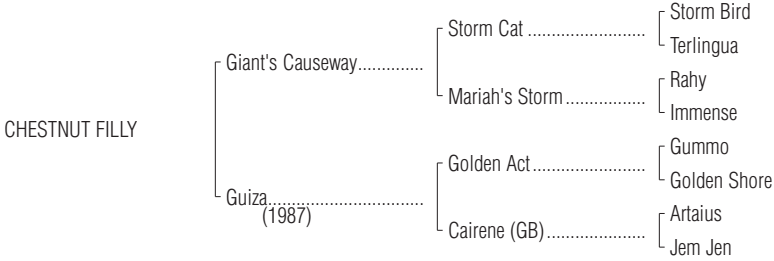 Storm Bird
Storm Cat ........................
Terlingua
Giant's Causeway..............
Rahy
Mariah's Storm .................
Immense
CHESTNUT FILLY
Gummo
Golden Act ........................
Golden Shore
Guiza.................................
(1987)
Artaius
Cairene (GB) .....................
Jem Jen